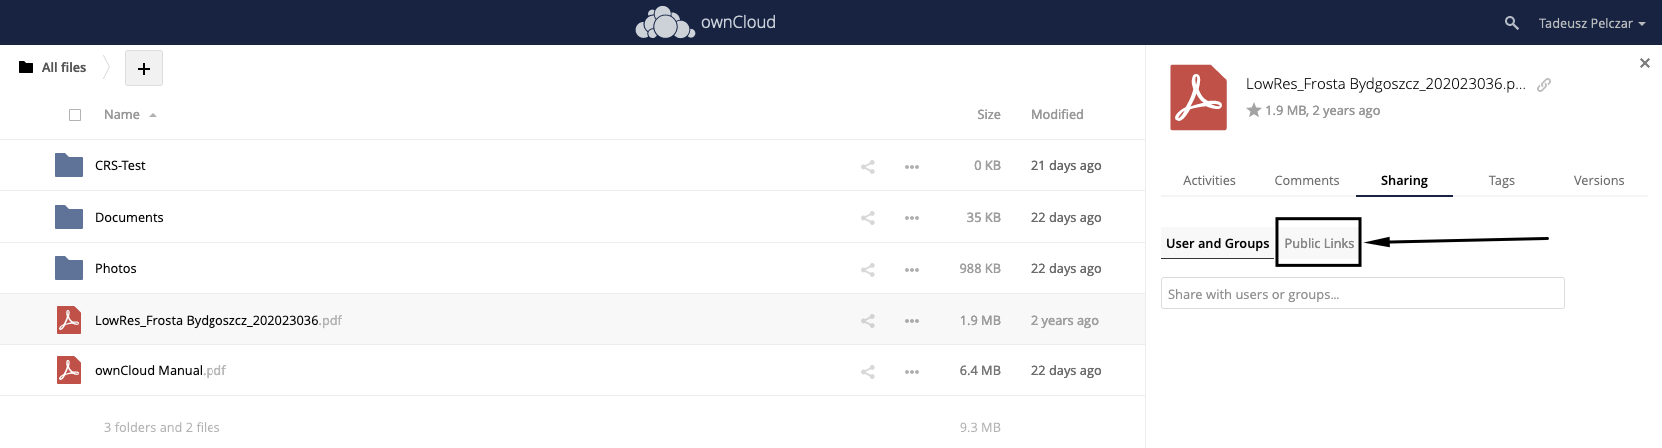 ownCloud
Tadeusz Pelczar
All files
+
Name Size Modified
CRS-Test 0 KB 21 days ago
Documents 35 KB 22 days ago
Photos 988 KB 22 days ago
LowRes_Frosta Bydgoszcz_202023036.pdf 1.9 MB 2 years ago
ownCloud Manual.pdf 6.4 MB 22 days ago
3 folders and 2 files 9.3 MB
LowRes_Frosta Bydgoszcz_202023036.p...
1.9 MB, 2 years ago
Activities Comments Sharing Tags Versions
User and Groups Public Links
Share with users or groups...